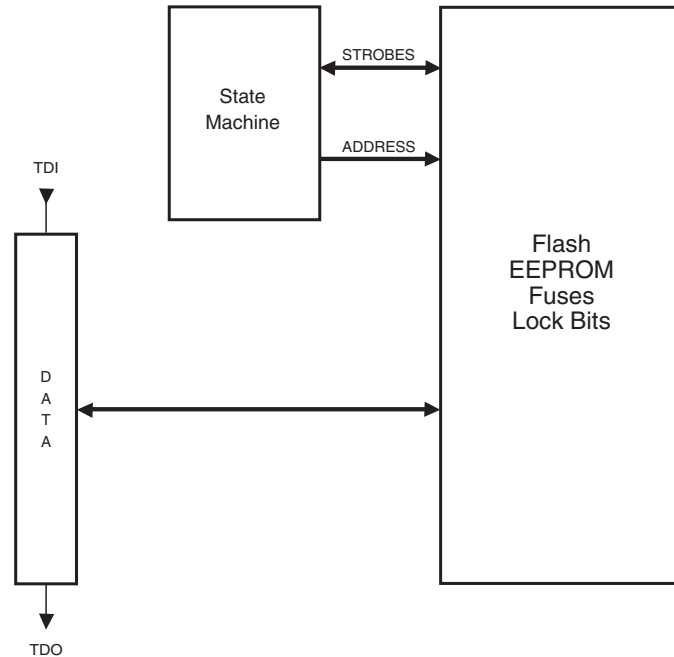 STROBES
State
Machine
ADDRESS
TDI
Flash
EEPROM
Fuses
Lock Bits
D
A
T
A
TDO